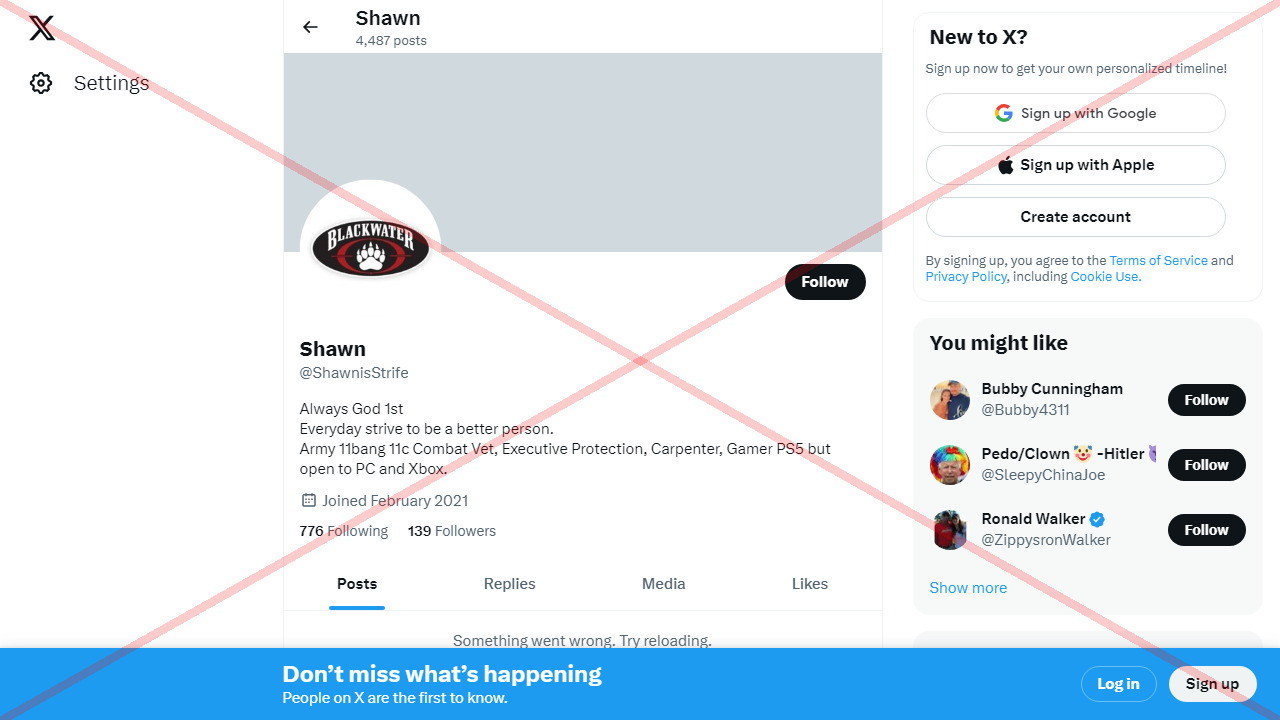 Settings
Shawn
4,487 posts
BLACKWATER
Follow
Shawn
@ShawnisStrife
Always God 1st
Everyday strive to be a better person.
Army 11bang 11c Combat Vet, Executive Protection, Carpenter, Gamer PS5 but
open to PC and Xbox.
Joined February 2021
776 Following 139 Followers
Posts Replies Media Likes
Something went wrong. Try reloading.
New to X?
Sign up now to get your own personalized timeline!
Sign up with Google
Sign up with Apple
Create account
By signing up, you agree to the Terms of Service and
Privacy Policy, including Cookie Use.
You might like
Bubby Cunningham
@Bubby4311
Follow
Pedo/Clown 🤡 -Hitler
@SleepyChinaJoe
Follow
Ronald Walker
@ZippysronWalker
Follow
Show more
Don’t miss what’s happening
People on X are the first to know.
Log in
Sign up